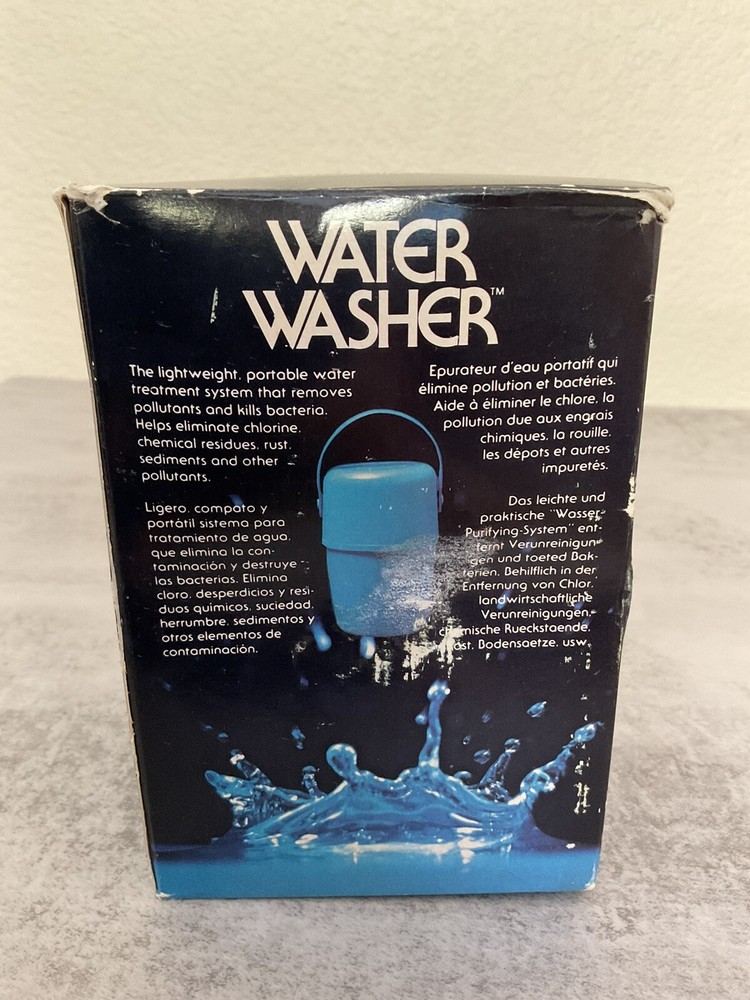 WATER
WASHER™
The lightweight, portable water
treatment system that removes
pollutants and kills bacteria.
Helps eliminate chlorine,
chemical residues, rust,
sediments and other
pollutants.
Ligero, compato y
portátil sistema para
tratamiento de agua,
que elimina la con-
taminación y destruye
las bacterias. Elimina
cloro, desperdicios y resi-
duos quimicos, suciedad,
herrumbre, sedimentos y
otros elementos de
contaminación.
Epurateur d'eau portatif qui
élimine pollution et bactéries.
Aide à éliminer le chlore, la
pollution due aux engrais
chimiques, la rouille,
les dépots et autres
impuretés.
Das leichte und
praktische "Wasser-
Purifying-System" ent-
fernt Verunreinigun-
gen und toeted Bak-
terien. Behilflich in der
Entfernung von Chlor,
landwirtschaftliche
Verunreinigungen,
chemische Rueckstaende,
Bodensaetze, usw.